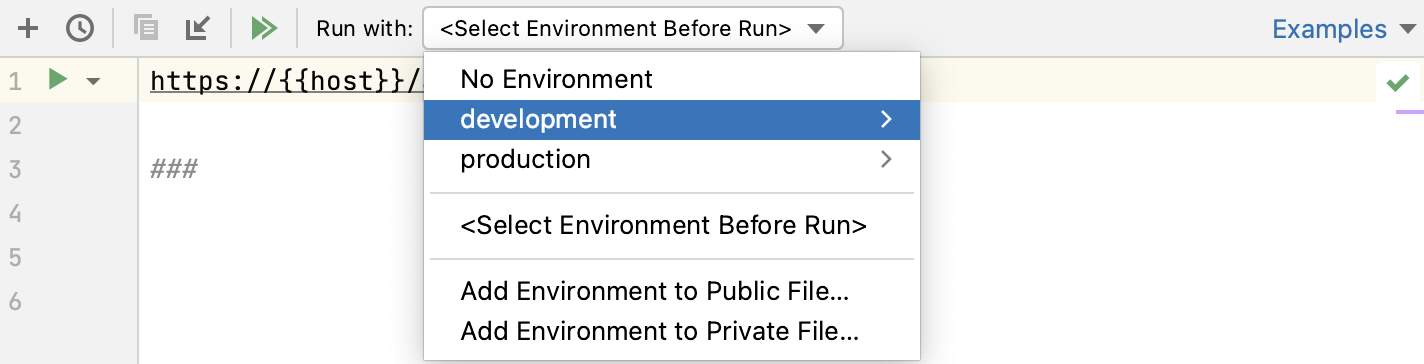 Run with: <Select Environment Before Run> Examples
1 https://{{host}}/
No Environment
development
2
production
3 ###
4 <Select Environment Before Run>
5
Add Environment to Public File...
6
Add Environment to Private File...